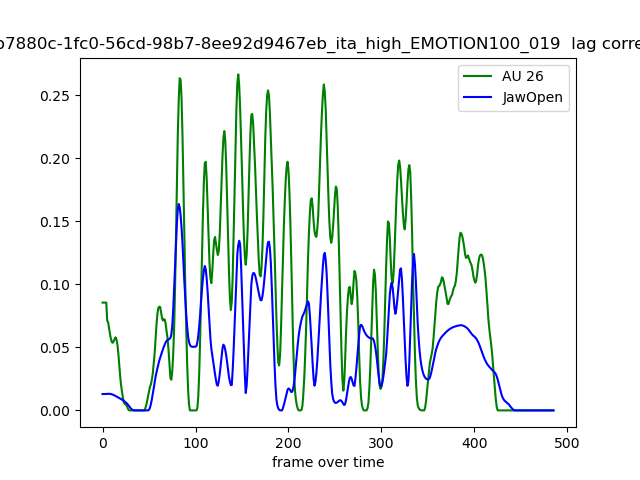 b7880c-1fc0-56cd-98b7-8ee92d9467eb_ita_high_EMOTION100_019 lag corre
AU 26
JawOpen
0.25
0.20
0.15
0.10
0.05
0.00
0 100 200 300 400 500
frame over time